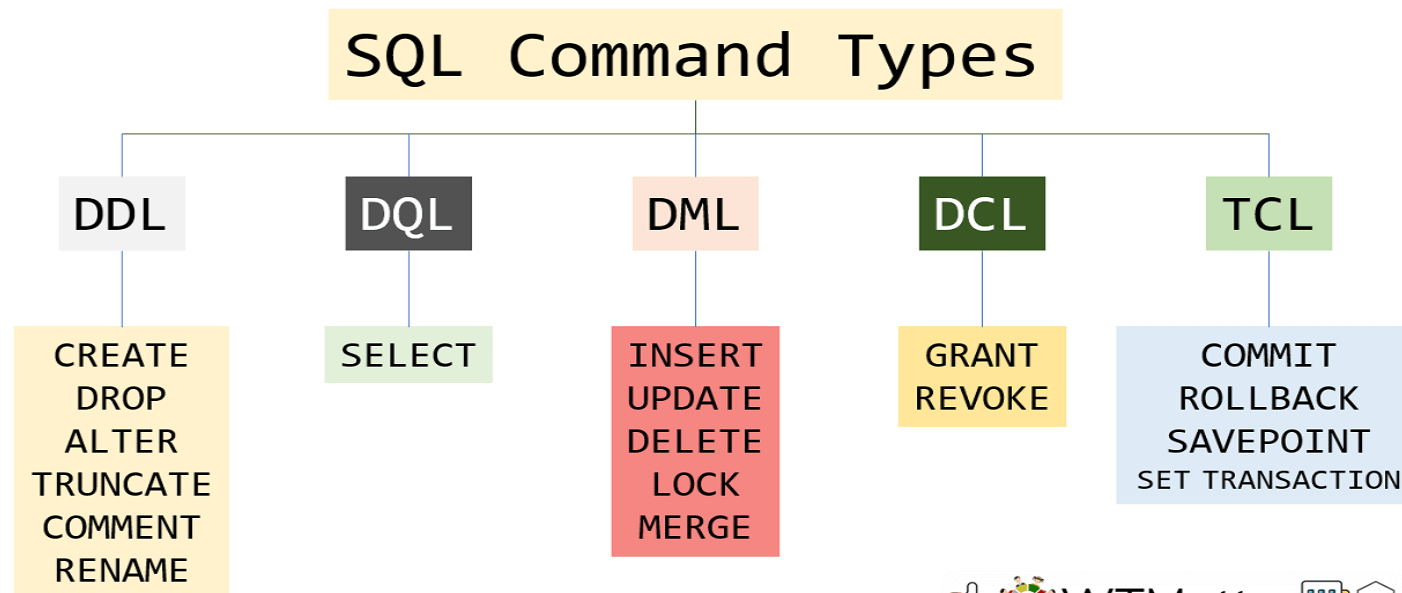 SQL Command Types
DDL
DQL
DML
DCL
TCL
CREATE
DROP
ALTER
TRUNCATE
COMMENT
RENAME
SELECT
INSERT
UPDATE
DELETE
LOCK
MERGE
GRANT
REVOKE
COMMIT
ROLLBACK
SAVEPOINT
SET TRANSACTION